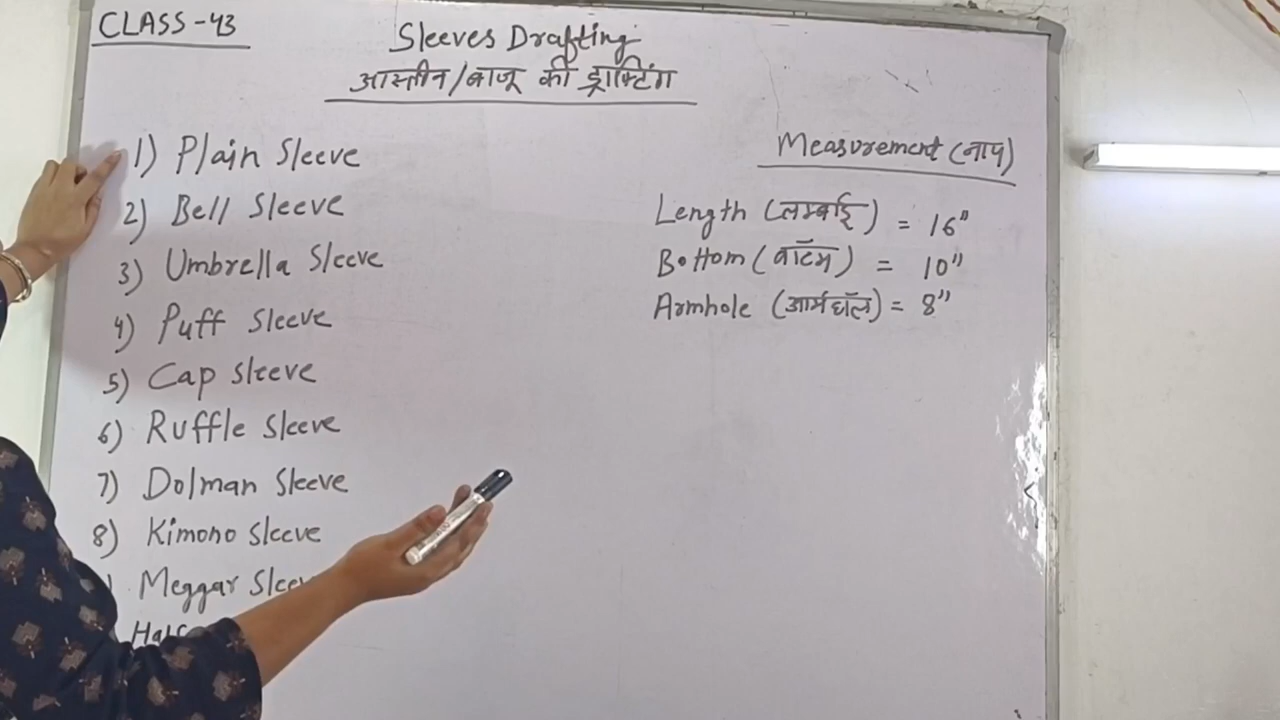 CLASS-43
Sleeves Drafting
आस्तीन/बाजू की ड्राफ्टिंग
1) Plain Sleeve
2) Bell Sleeve
3) Umbrella Sleeve
4) Puff Sleeve
5) Cap Sleeve
6) Ruffle Sleeve
7) Dolman Sleeve
8) Kimono Sleeve
Meggar
Measurement (नाप)
Length (लम्बाई) = 16"
Bottom (बॉटम) = 10"
Armhole (आर्महॉल) = 8"